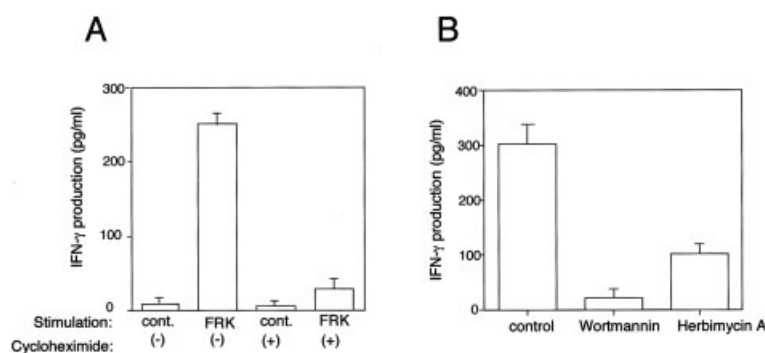 A
IFN-γ production (pg/ml)
300
200
100
0
Stimulation: cont. FRK cont. FRK
Cycloheximide: (-) (-) (+) (+)
B
IFN-γ production (pg/ml)
400
300
200
100
0
control Wortmannin Herbimycin A